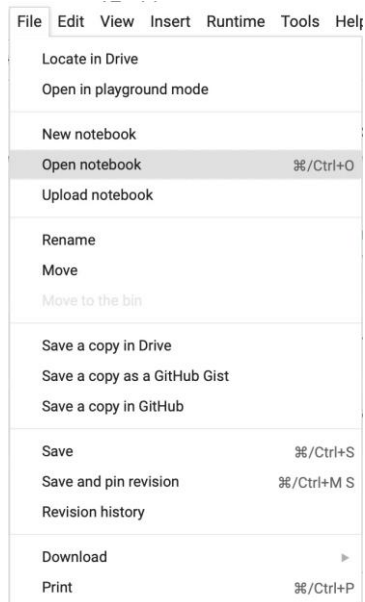 File Edit View Insert Runtime Tools Help
Locate in Drive
Open in playground mode
New notebook
Open notebook ⌘/Ctrl+O
Upload notebook
Rename
Move
Move to the bin
Save a copy in Drive
Save a copy as a GitHub Gist
Save a copy in GitHub
Save ⌘/Ctrl+S
Save and pin revision ⌘/Ctrl+M S
Revision history
Download ►
Print ⌘/Ctrl+P